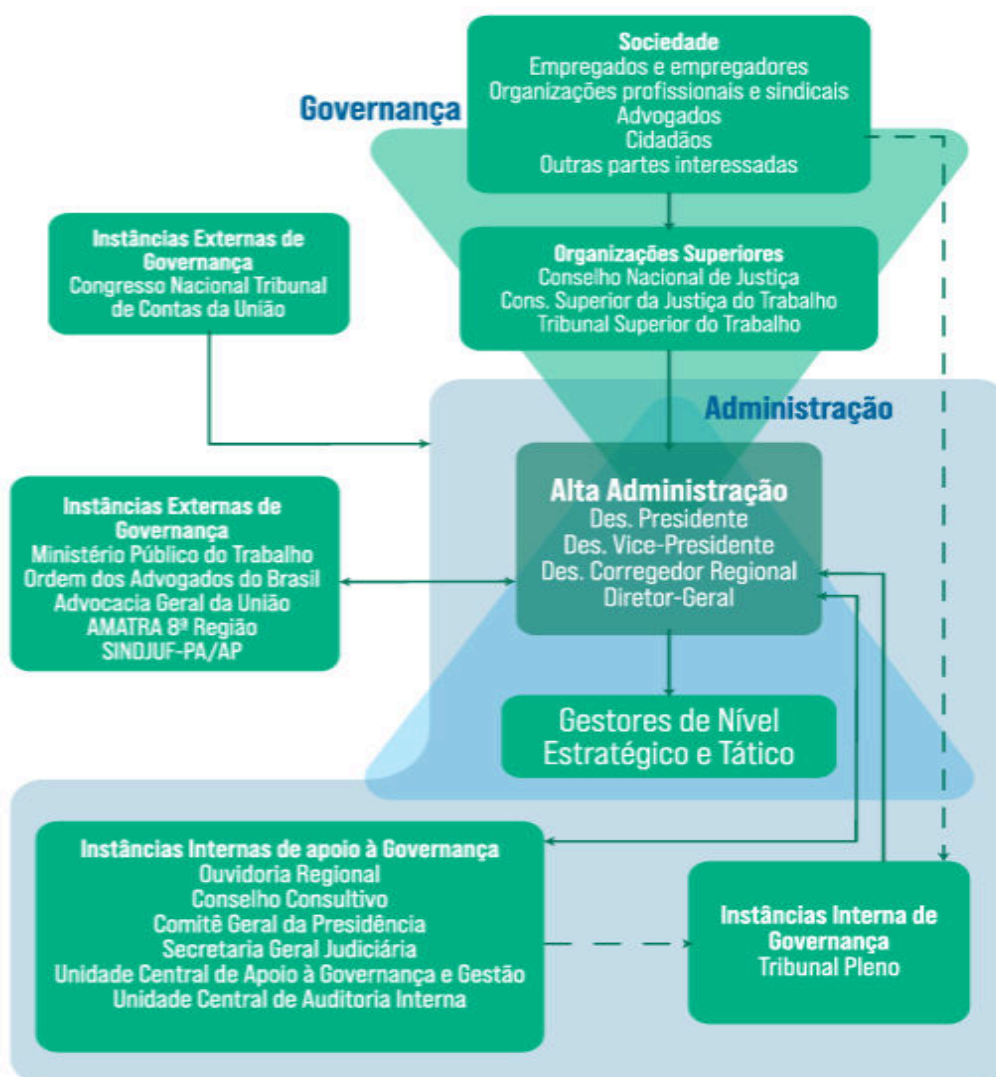 Governança
Sociedade
Empregados e empregadores
Organizações profissionais e sindicais
Advogados
Cidadãos
Outras partes interessadas
Instâncias Externas de
Governança
Congresso Nacional Tribunal
de Contas da União
Organizações Superiores
Conselho Nacional de Justiça
Cons. Superior da Justiça do Trabalho
Tribunal Superior do Trabalho
Administração
Instâncias Externas de
Governança
Ministério Público do Trabalho
Ordem dos Advogados do Brasil
Advocacia Geral da União
AMATRA 8ª Região
SINDJUF-PA/AP
Alta Administração
Des. Presidente
Des. Vice-Presidente
Des. Corregedor Regional
Diretor-Geral
Gestores de Nível
Estratégico e Tático
Instâncias Internas de apoio à Governança
Ouvidoria Regional
Conselho Consultivo
Comitê Geral da Presidência
Secretaria Geral Judiciária
Unidade Central de Apoio à Governança e Gestão
Unidade Central de Auditoria Interna
Instâncias Interna de
Governança
Tribunal Pleno